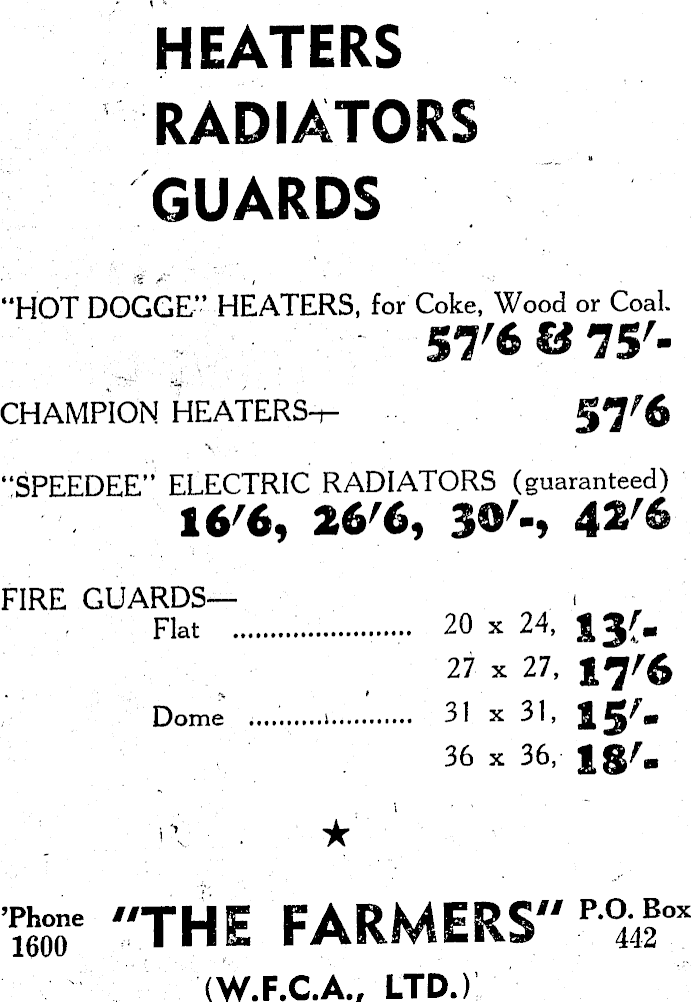 HEATERS
RADIATORS
GUARDS
"HOT DOGGE" HEATERS, for Coke, Wood or Coal.
57'6 & 75'-
CHAMPION HEATERS— 57'6
"SPEEDEE" ELECTRIC RADIATORS (guaranteed)
16'6, 26'6, 30'-, 42'6
FIRE GUARDS—
Flat ........................ 20 x 24, 13'-
27 x 27, 17'6
Dome ...................... 31 x 31, 15'-
36 x 36, 18'-
★
'Phone 1600 "THE FARMERS" P.O. Box 442
(W.F.C.A., LTD.)